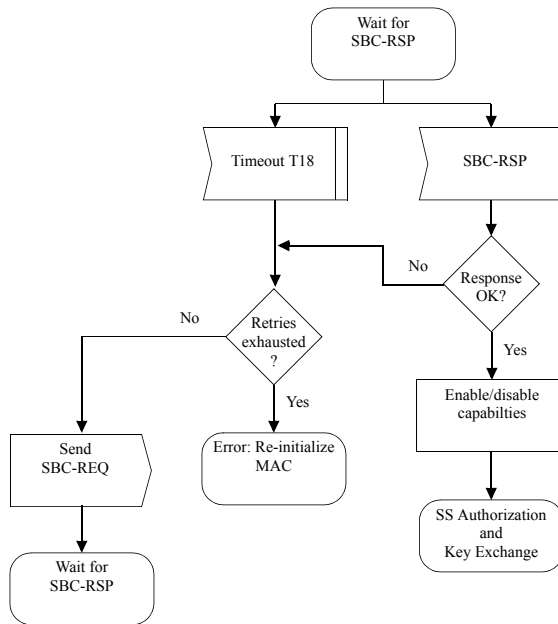 Wait for
SBC-RSP
Timeout T18
SBC-RSP
No
Response
OK?
No
Retries
exhausted
?
Yes
Yes
Enable/disable
capabilties
Send
SBC-REQ
Error: Re-initialize
MAC
SS Authorization
and
Key Exchange
Wait for
SBC-RSP